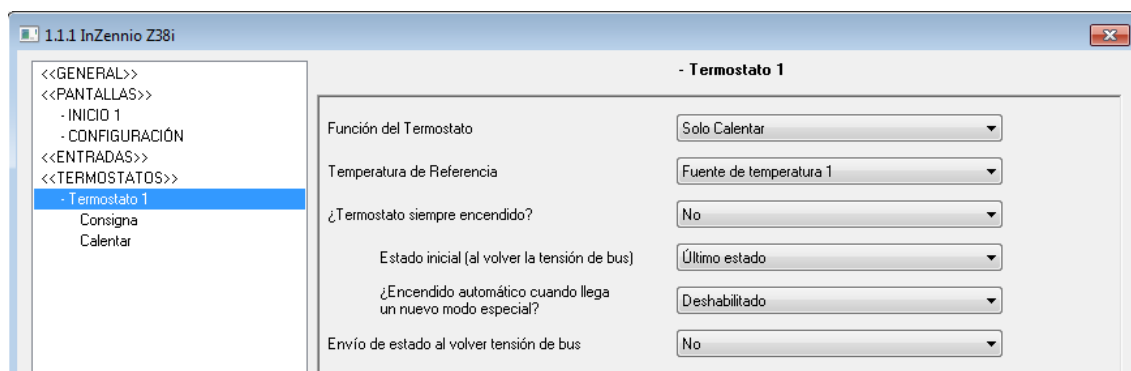 1.1.1 InZennio Z38i
<<GENERAL>>
<<PANTALLAS>>
- INICIO 1
- CONFIGURACIÓN
<<ENTRADAS>>
<<TERMOSTATOS>>
- Termostato 1
Consigna
Calentar
- Termostato 1
Función del Termostato Solo Calentar
Temperatura de Referencia Fuente de temperatura 1
¿Termostato siempre encendido? No
Estado inicial (al volver la tensión de bus) Último estado
¿Encendido automático cuando llega
un nuevo modo especial? Deshabilitado
Envío de estado al volver tensión de bus No